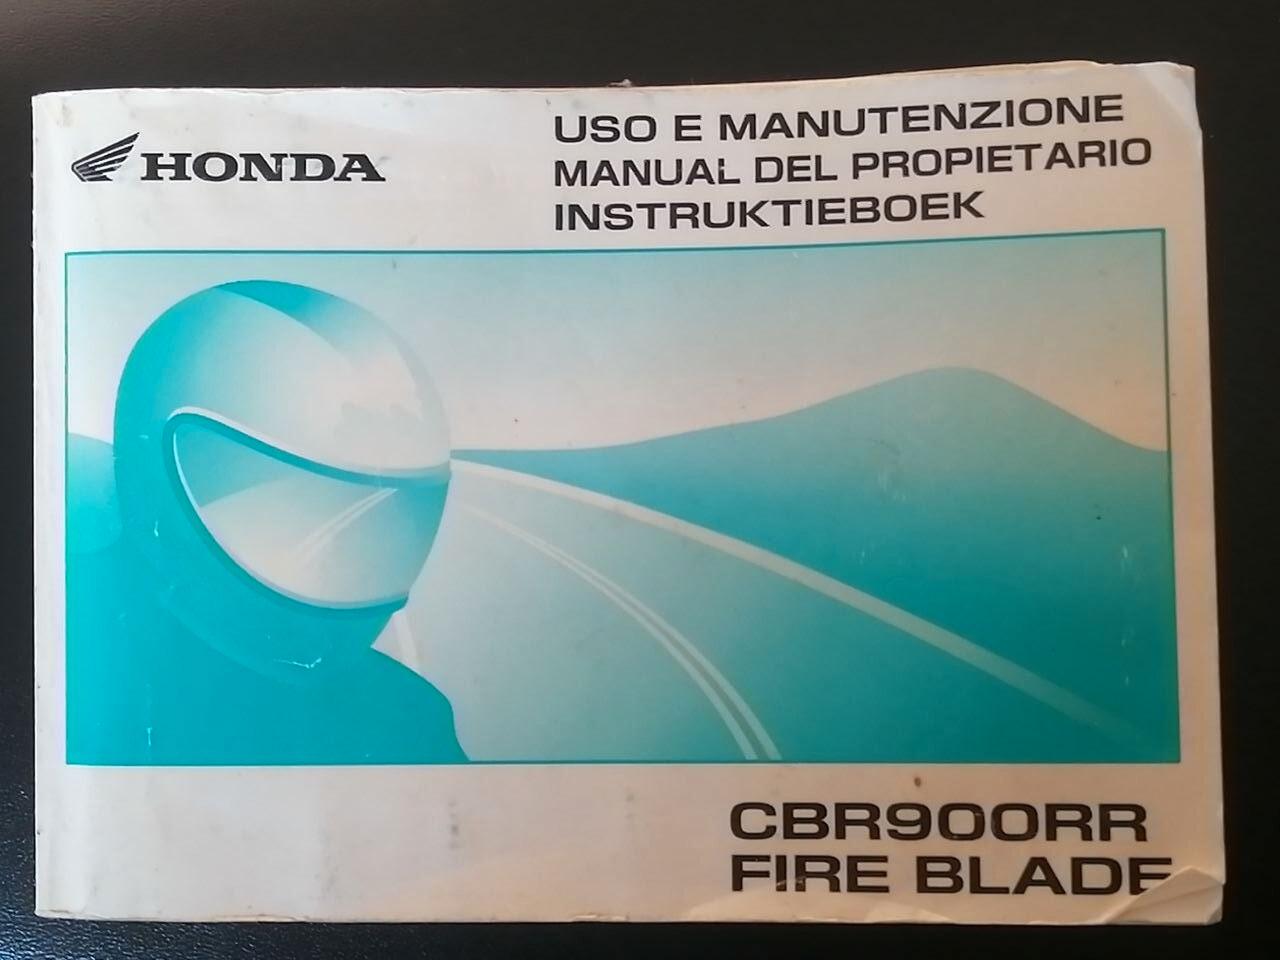 HONDA
USO E MANUTENZIONE
MANUAL DEL PROPIETARIO
INSTRUKTIEBOEK
CBR900RR
FIRE BLADE